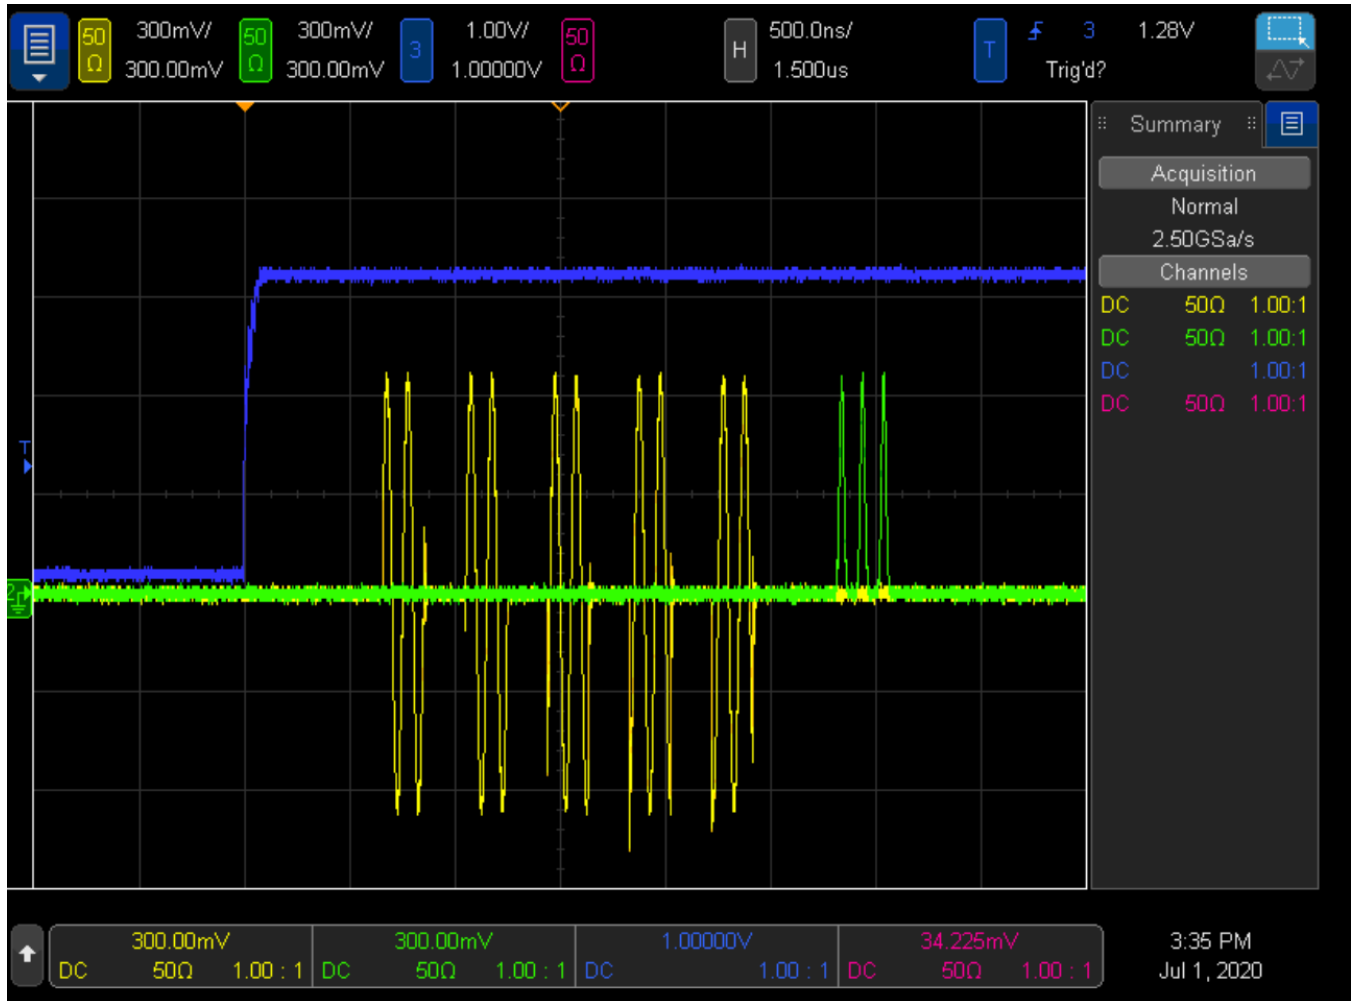 50 Ω 300mV/ 50 Ω 300mV/ 3 1.00V/ 50 Ω H 500.0ns/ T 3 1.28V
300.00mV 300.00mV 1.00000V 1.500us Trig'd?
Summary
Acquisition
Normal
2.50GSa/s
Channels
DC 50Ω 1.00:1
DC 50Ω 1.00:1
DC 1.00:1
DC 50Ω 1.00:1
T
2
300.00mV 300.00mV 1.00000V 34.225mV 3:35 PM
DC 50Ω 1.00 : 1 DC 50Ω 1.00 : 1 DC 1.00 : 1 DC 50Ω 1.00 : 1 Jul 1, 2020